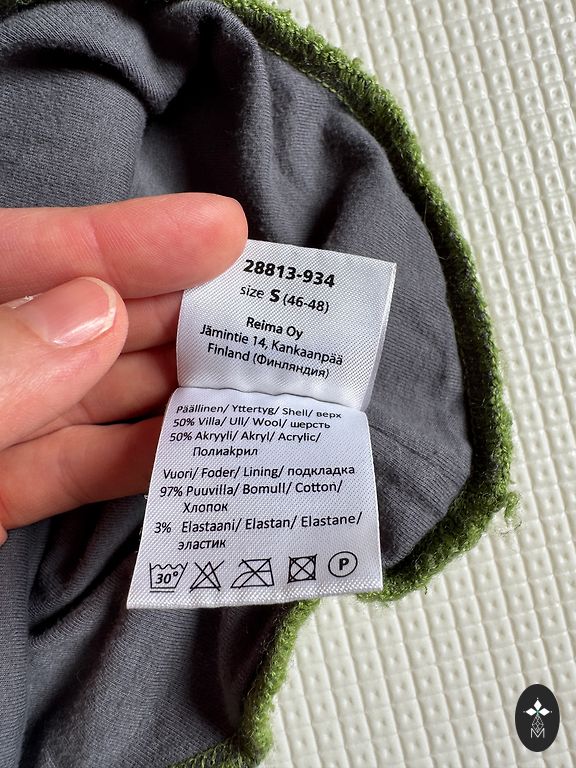 28813-934
size S (46-48)
Reima Oy
Jämintie 14, Kankaanpää
Finland (Финляндия)
Päällinen/ Yttertyg/ Shell/ верх
50% Villa/ Ull/ Wool/ шерсть
50% Akryyli/ Akryl/ Acrylic/
Полиакрил
Vuori/ Foder/ Lining/ подкладка
97% Puuvilla/ Bomull/ Cotton/
Хлопок
3% Elastaani/ Elastan/ Elastane/
эластик
30° P
M